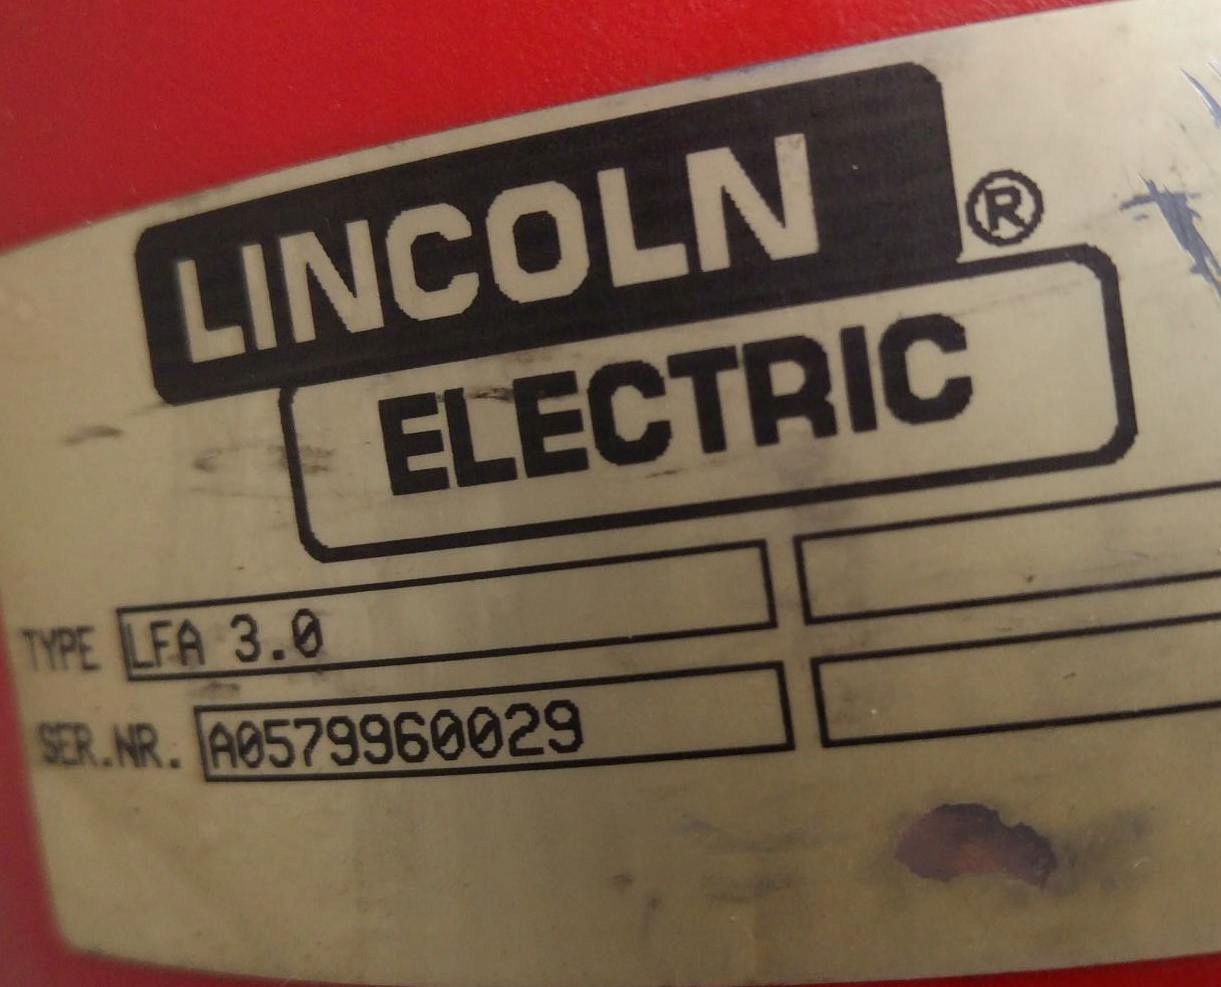 LINCOLN ®
ELECTRIC
TYPE LFA 3.0
SER.NR. A0579960029